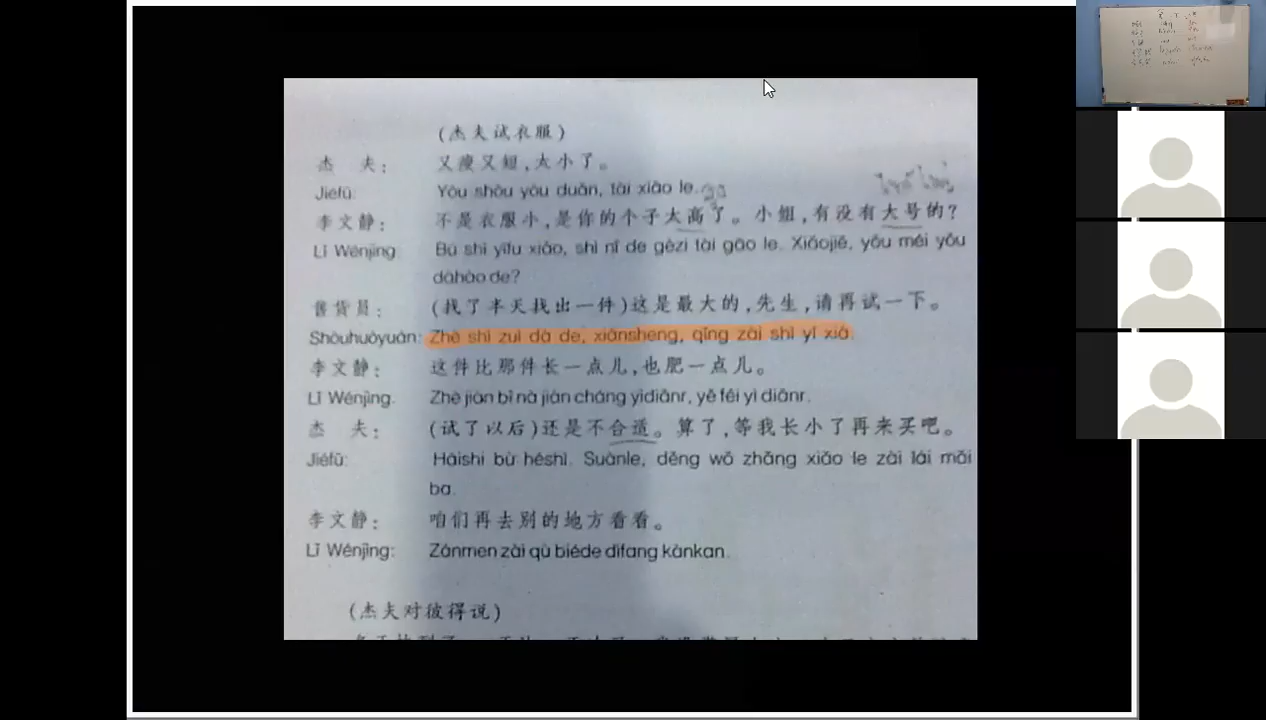 (杰夫试衣服)
杰 夫: 又瘦又短,太小了。
Jiéfū: Yòu shòu yòu duǎn, tài xiǎo le.
李文静: 不是衣服小,是你的个子太高了。小姐,有没有大号的?
Lǐ Wénjìng: Bú shì yīfu xiǎo, shì nǐ de gèzi tài gāo le. Xiǎojiě, yǒu méi yǒu
dàhào de?
售货员: (找了半天找出一件)这是最大的,先生,请再试一下。
Shòuhuòyuán: Zhè shì zuì dà de, xiānsheng, qǐng zài shì yí xià.
李文静: 这件比那件长一点儿,也肥一点儿。
Lǐ Wénjìng: Zhè jiàn bǐ nà jiàn cháng yìdiǎnr, yě féi yì diǎnr.
杰 夫: (试了以后)还是不合适。算了,等我长小了再来买吧。
Jiéfū: Háishi bù héshì. Suànle, děng wǒ zhǎng xiǎo le zài lái mǎi
ba.
李文静: 咱们再去别的地方看看。
Lǐ Wénjìng: Zánmen zài qù biéde dìfang kànkan.
(杰夫对彼得说)